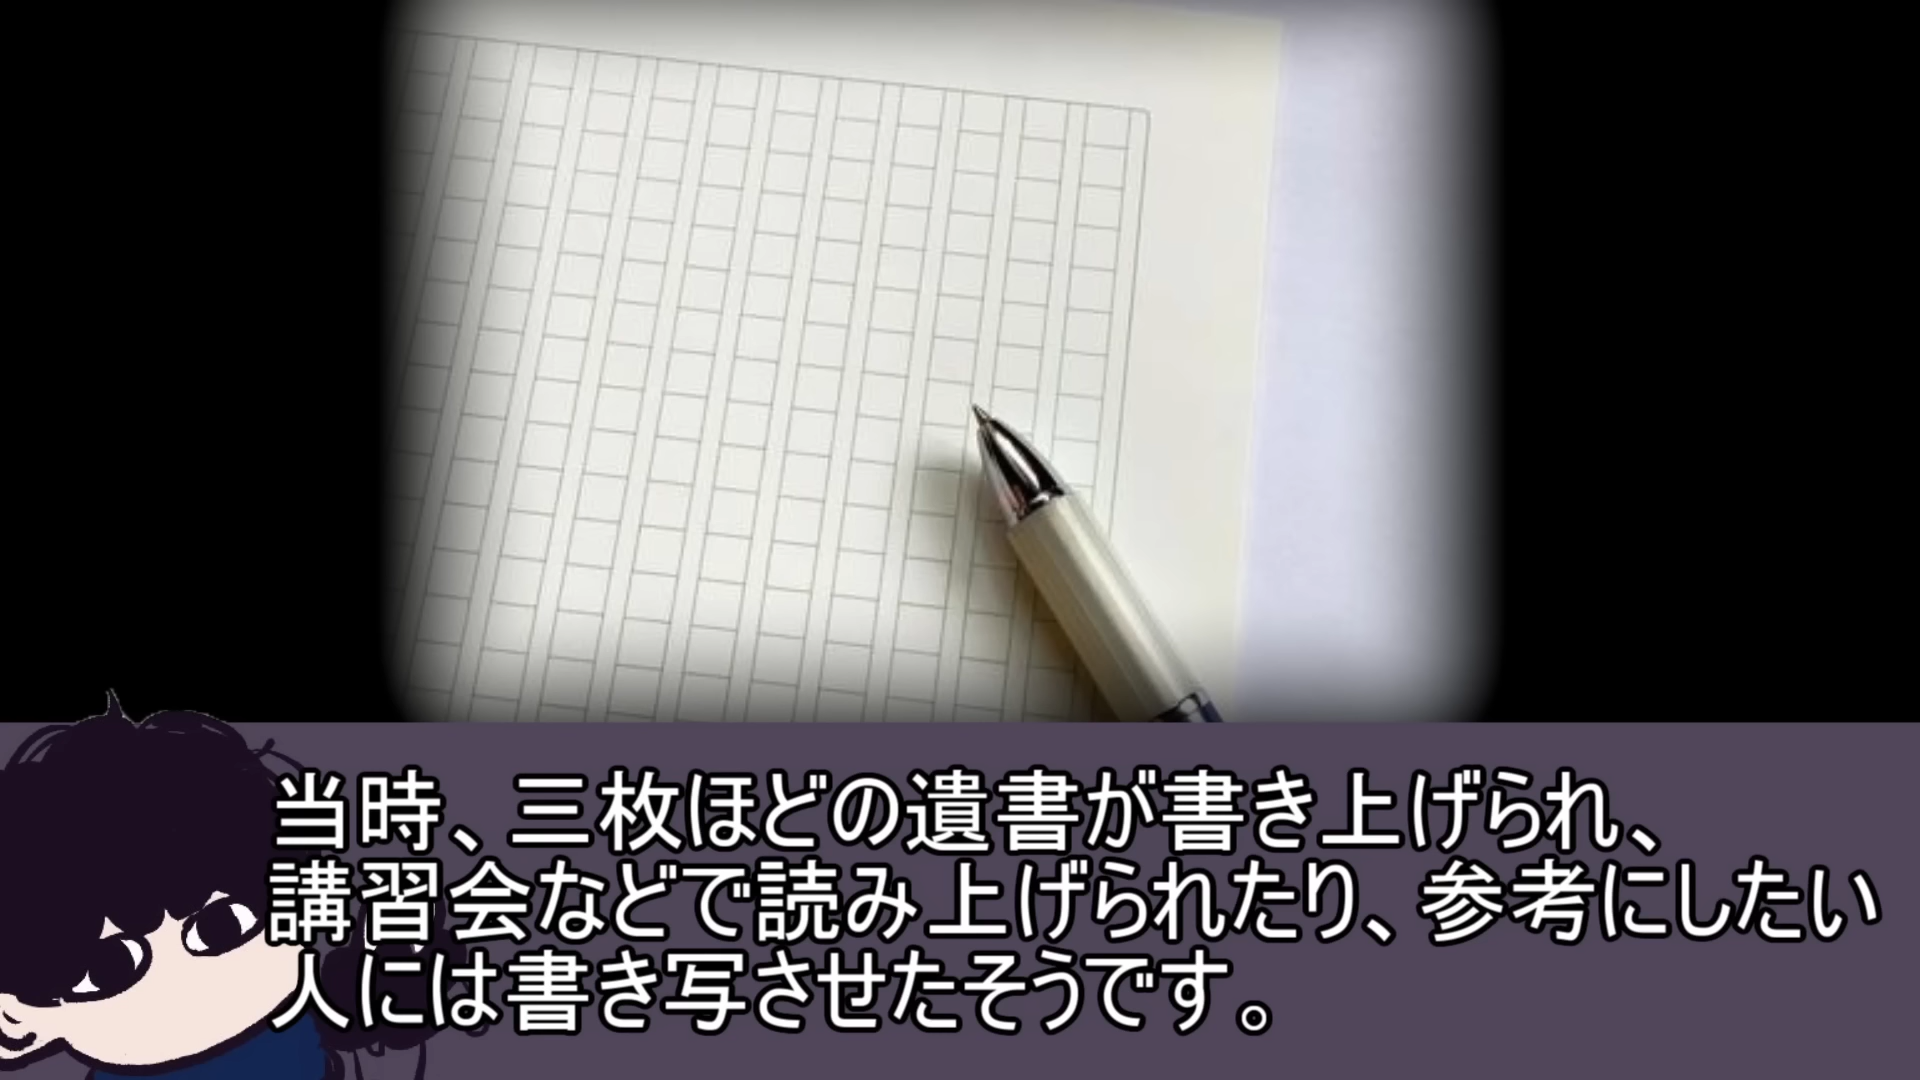 当時、三枚ほどの遺書が書き上げられ、
講習会などで読み上げられたり、参考にしたい
人には書き写させたそうです。